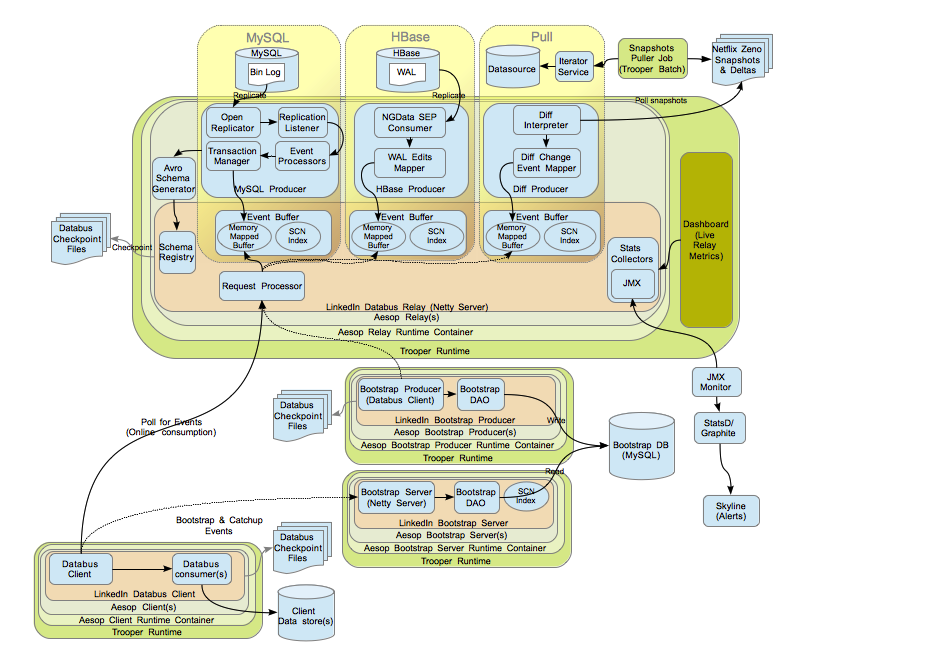 MySQL
HBase
Pull
MySQL
Bin Log
HBase
WAL
Datasource
Iterator
Service
Snapshots
Puller Job
(Trooper Batch)
Netflix Zeno
Snapshots
& Deltas
Replicate
Replicate
Poll snapshots
Open
Replicator
Replication
Listener
Transaction
Manager
Event
Processors
MySQL Producer
NGData SEP
Consumer
WAL Edits
Mapper
HBase Producer
Diff
Interpreter
Diff Change
Event Mapper
Diff Producer
Avro
Schema
Generator
Schema
Registry
Databus
Checkpoint
Files
Checkpoint
Event Buffer
Memory
Mapped
Buffer
SCN
Index
Event Buffer
Memory
Mapped
Buffer
SCN
Index
Event Buffer
Memory
Mapped
Buffer
SCN
Index
Stats
Collectors
JMX
Dashboard
(Live
Relay
Metrics)
Request Processor
LinkedIn Databus Relay (Netty Server)
Aesop Relay(s)
Aesop Relay Runtime Container
Trooper Runtime
JMX
Monitor
StatsD/
Graphite
Skyline
(Alerts)
Poll for Events
(Online consumption)
Databus
Checkpoint
Files
Bootstrap Producer
(Databus Client)
Bootstrap
DAO
LinkedIn Bootstrap Producer
Aesop Bootstrap Producer(s)
Aesop Bootstrap Producer Runtime Container
Trooper Runtime
Write
Bootstrap DB
(MySQL)
Read
Bootstrap Server
(Netty Server)
Bootstrap
DAO
SCN
Index
LinkedIn Bootstrap Server
Aesop Bootstrap Server(s)
Aesop Bootstrap Server Runtime Container
Trooper Runtime
Bootstrap & Catchup
Events
Databus
Checkpoint
Files
Databus
Client
Databus
consumer(s)
LinkedIn Databus Client
Aesop Client(s)
Aesop Client Runtime Container
Trooper Runtime
Client
Data store(s)